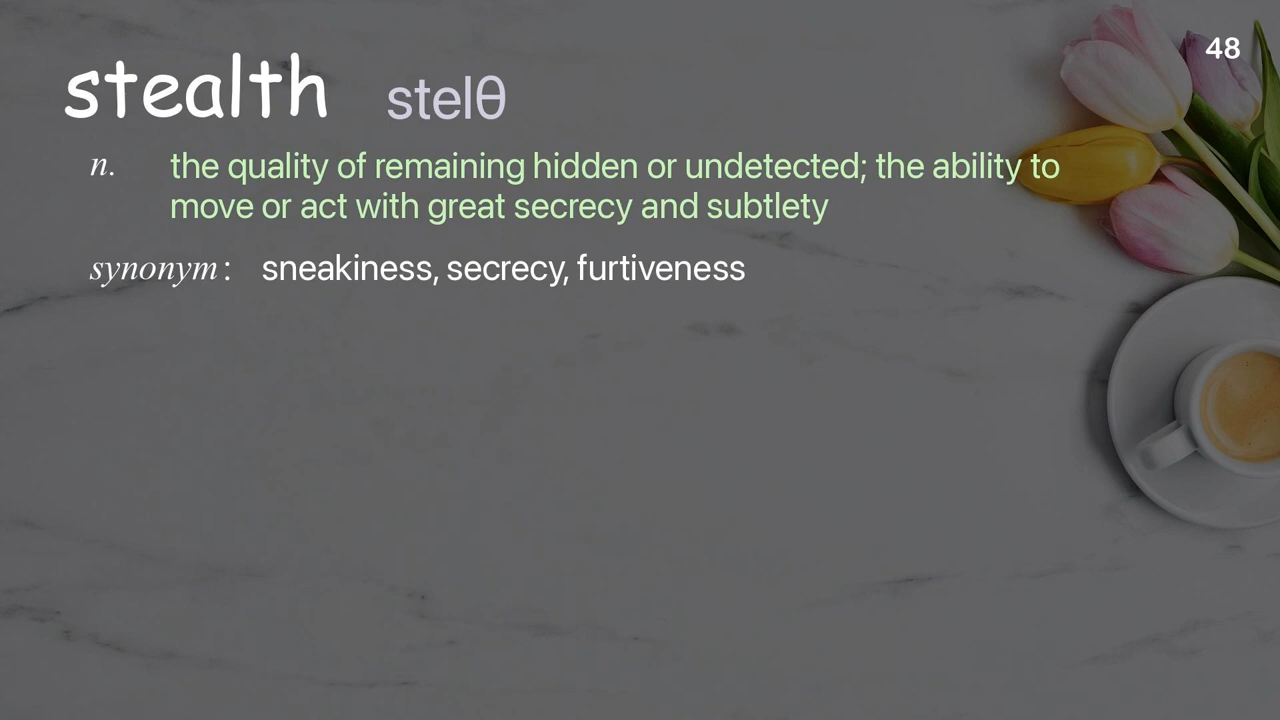 48
stealth stelθ
n. the quality of remaining hidden or undetected; the ability to
move or act with great secrecy and subtlety
synonym: sneakiness, secrecy, furtiveness